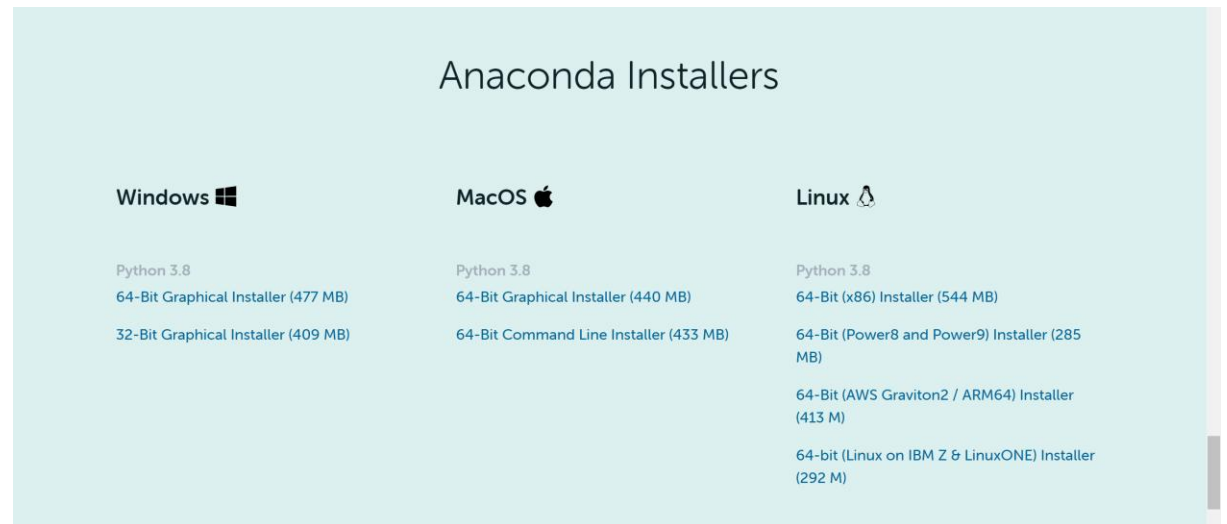 Anaconda Installers
Windows
Python 3.8
64-Bit Graphical Installer (477 MB)
32-Bit Graphical Installer (409 MB)
MacOS
Python 3.8
64-Bit Graphical Installer (440 MB)
64-Bit Command Line Installer (433 MB)
Linux
Python 3.8
64-Bit (x86) Installer (544 MB)
64-Bit (Power8 and Power9) Installer (285
MB)
64-Bit (AWS Graviton2 / ARM64) Installer
(413 M)
64-bit (Linux on IBM Z & LinuxONE) Installer
(292 M)